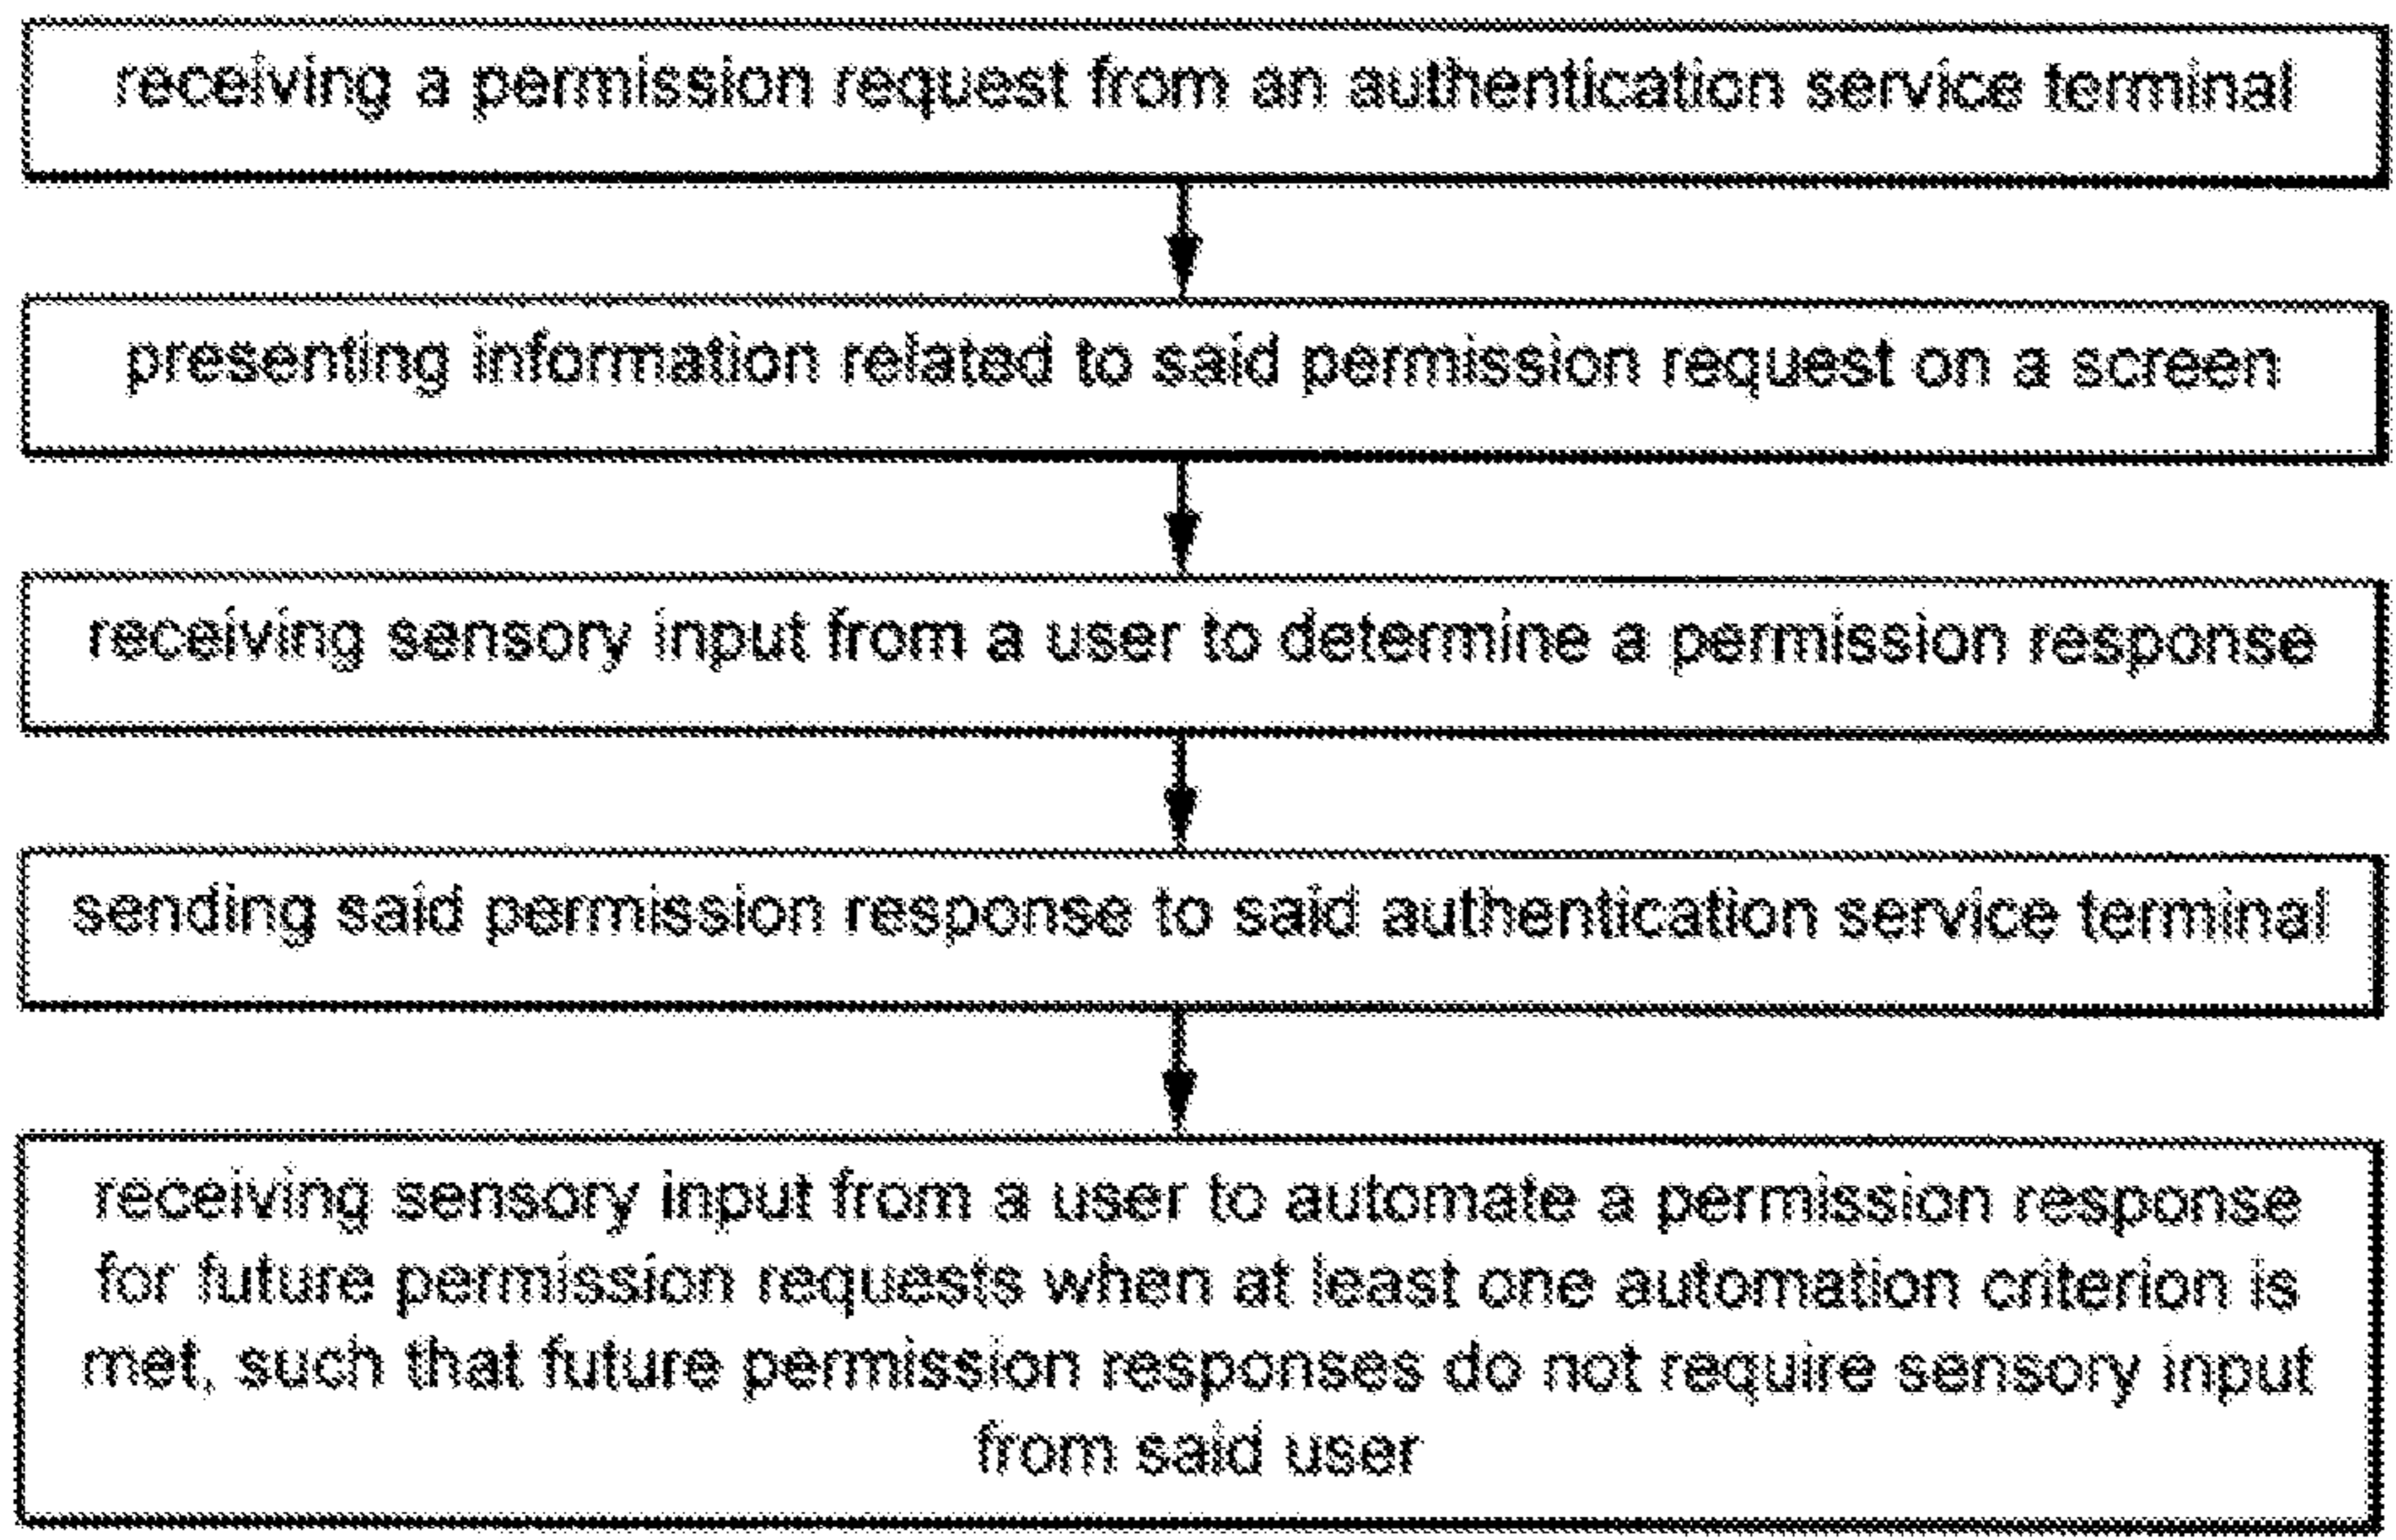 receiving a permission request from an authentication service terminal
presenting information related to said permission request on a screen
receiving sensory input from a user to determine a permission response
sending said permission response to said authentication service terminal
receiving sensory input from a user to automate a permission response
for future permission requests when at least one automation criterion is
met, such that future permission responses do not require sensory input
from said user